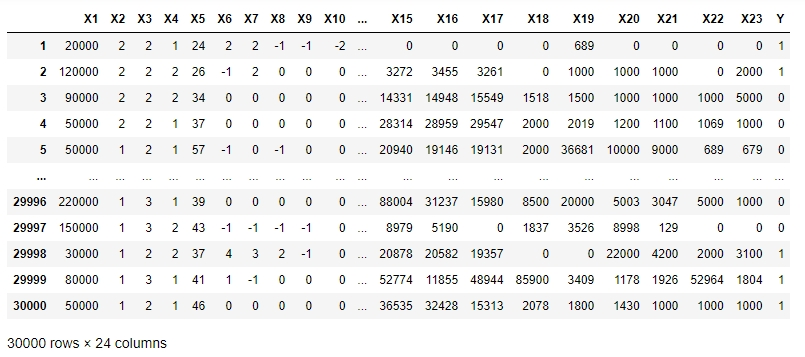 X1 X2 X3 X4 X5 X6 X7 X8 X9 X10 ... X15 X16 X17 X18 X19 X20 X21 X22 X23 Y
1 20000 2 2 1 24 2 2 -1 -1 -2 ... 0 0 0 0 689 0 0 0 0 1
2 120000 2 2 2 26 -1 2 0 0 0 ... 3272 3455 3261 0 1000 1000 1000 0 2000 1
3 90000 2 2 2 34 0 0 0 0 0 ... 14331 14948 15549 1518 1500 1000 1000 1000 5000 0
4 50000 2 2 1 37 0 0 0 0 0 ... 28314 28959 29547 2000 2019 1200 1100 1069 1000 0
5 50000 1 2 1 57 -1 0 -1 0 0 ... 20940 19146 19131 2000 36681 10000 9000 689 679 0
... ... ... ... ... ... ... ... ... ... ... ... ... ... ... ... ... ... ... ... ... ...
29996 220000 1 3 1 39 0 0 0 0 0 ... 88004 31237 15980 8500 20000 5003 3047 5000 1000 0
29997 150000 1 3 2 43 -1 -1 -1 -1 0 ... 8979 5190 0 1837 3526 8998 129 0 0 0
29998 30000 1 2 2 37 4 3 2 -1 0 ... 20878 20582 19357 0 0 22000 4200 2000 3100 1
29999 80000 1 3 1 41 1 -1 0 0 0 ... 52774 11855 48944 85900 3409 1178 1926 52964 1804 1
30000 50000 1 2 1 46 0 0 0 0 0 ... 36535 32428 15313 2078 1800 1430 1000 1000 1000 1
30000 rows × 24 columns